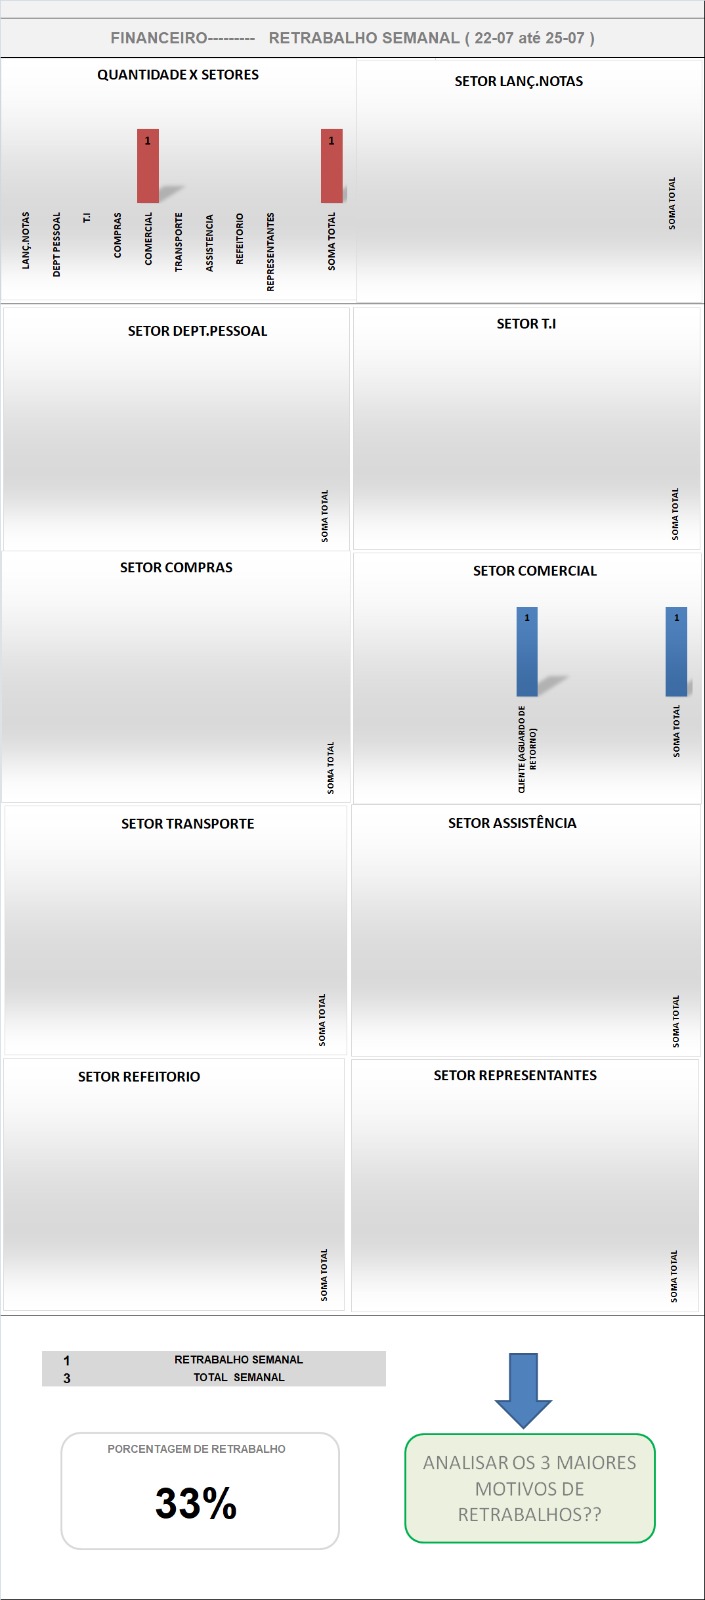 FINANCEIRO--------- RETRABALHO SEMANAL ( 22-07 até 25-07 )
QUANTIDADE X SETORES
1
1
LANÇ.NOTAS
DEPT PESSOAL
T.I
COMPRAS
COMERCIAL
TRANSPORTE
ASSISTENCIA
REFEITORIO
REPRESENTANTES
SOMA TOTAL
SETOR LANÇ.NOTAS
SOMA TOTAL
SETOR DEPT.PESSOAL
SOMA TOTAL
SETOR T.I
SOMA TOTAL
SETOR COMPRAS
SOMA TOTAL
SETOR COMERCIAL
1
1
CLIENTE (AGUARDO DE
RETORNO)
SOMA TOTAL
SETOR TRANSPORTE
SOMA TOTAL
SETOR ASSISTÊNCIA
SOMA TOTAL
SETOR REFEITORIO
SOMA TOTAL
SETOR REPRESENTANTES
SOMA TOTAL
1 RETRABALHO SEMANAL
3 TOTAL SEMANAL
PORCENTAGEM DE RETRABALHO
33%
ANALISAR OS 3 MAIORES
MOTIVOS DE
RETRABALHOS??